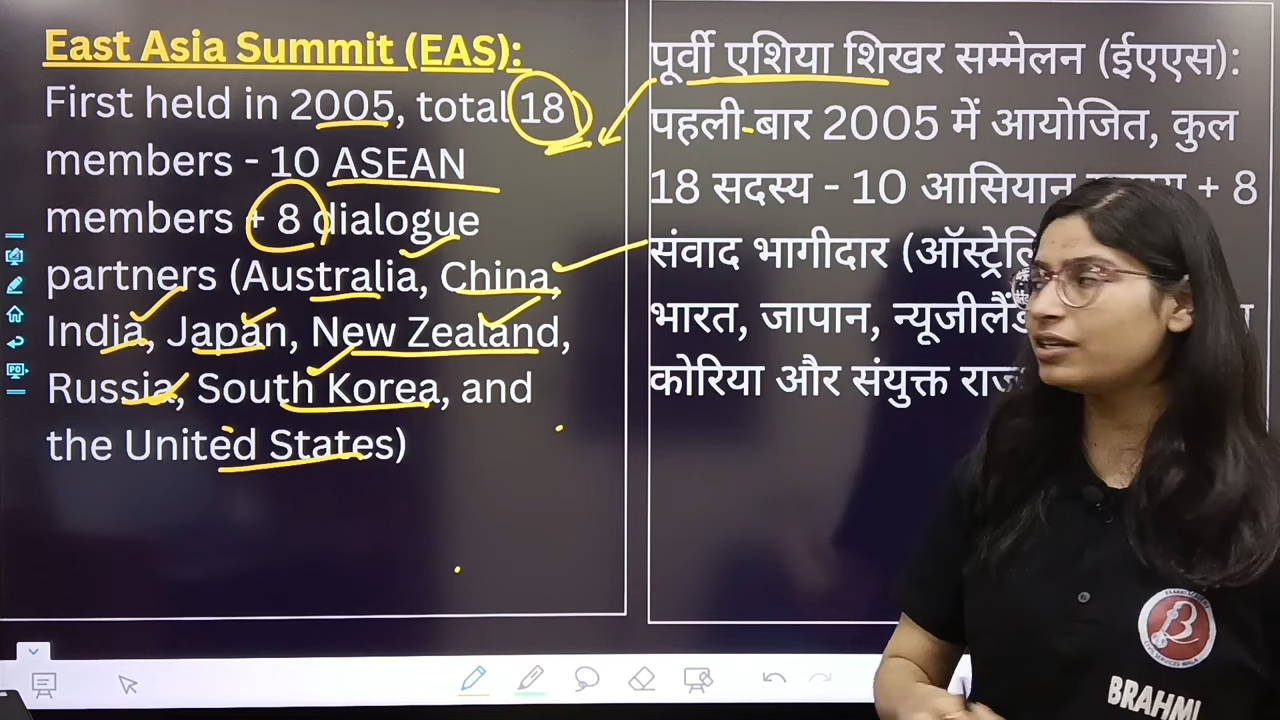 East Asia Summit (EAS):
First held in 2005, total 18
members - 10 ASEAN
members + 8 dialogue
partners (Australia, China,
India, Japan, New Zealand,
Russia, South Korea, and
the United States)
पूर्वी एशिया शिखर सम्मेलन (ईएएस):
पहली बार 2005 में आयोजित, कुल
18 सदस्य - 10 आसियान + 8
संवाद भागीदार
भारत, जापान,
कोरिया और संयुक्त
BRAHMI